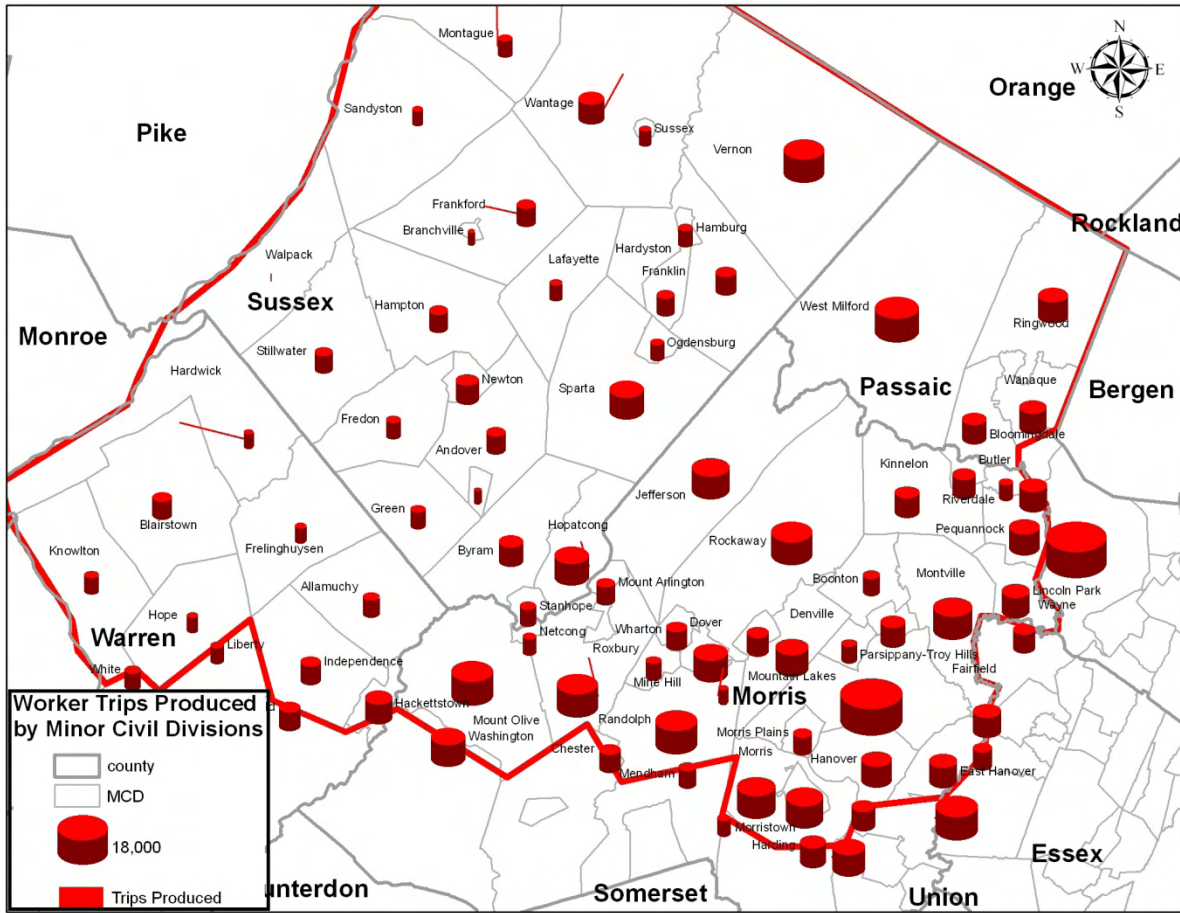 Montague
N
W E
S
Orange
Sandyston
Wantage
Sussex
Pike
Vernon
Frankford
Branchville
Hamburg
Hardyston
Rockland
Walpack
Lafayette
Franklin
Sussex
Hampton
West Milford
Ringwood
Monroe
Stillwater
Ogdensburg
Hardwick
Newton
Sparta
Passaic
Wanaque
Bergen
Fredon
Andover
Bloomingdale
Butler
Kinnelon
Jefferson
Riverdale
Blairstown
Green
Hopatcong
Pequannock
Knowlton
Frelinghuysen
Byram
Rockaway
Allamuchy
Mount Arlington
Boonton
Montville
Lincoln Park
Hope
Stanhope
Denville
Wayne
Warren
Netcong
Wharton
Dover
Liberty
Roxbury
Parsippany-Troy Hills
White
Independence
Mine Hill
Mountain Lakes
Fairfield
Morris
Hackettstown
Mount Olive
Randolph
Washington
Morris Plains
Chester
Morris
Hanover
Mendham
East Hanover
Morristown
Harding
Essex
Somerset
Union
unterdon
Worker Trips Produced
by Minor Civil Divisions
county
MCD
18,000
Trips Produced